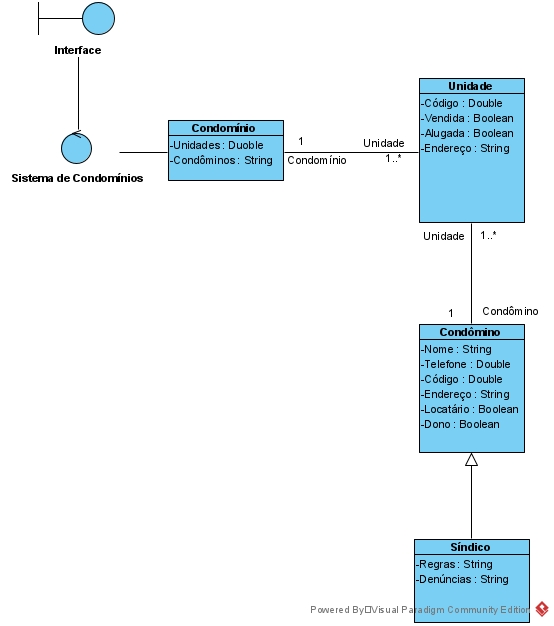 Interface
Sistema de Condomínios
Condomínio
-Unidades : Duoble
-Condôminos : String
1
Condomínio
Unidade
1..*
Unidade
-Código : Double
-Vendida : Boolean
-Alugada : Boolean
-Endereço : String
Unidade
1..*
1
Condômino
Condômino
-Nome : String
-Telefone : Double
-Código : Double
-Endereço : String
-Locatário : Boolean
-Dono : Boolean
Síndico
-Regras : String
-Denúncias : String
Powered By Visual Paradigm Community Edition